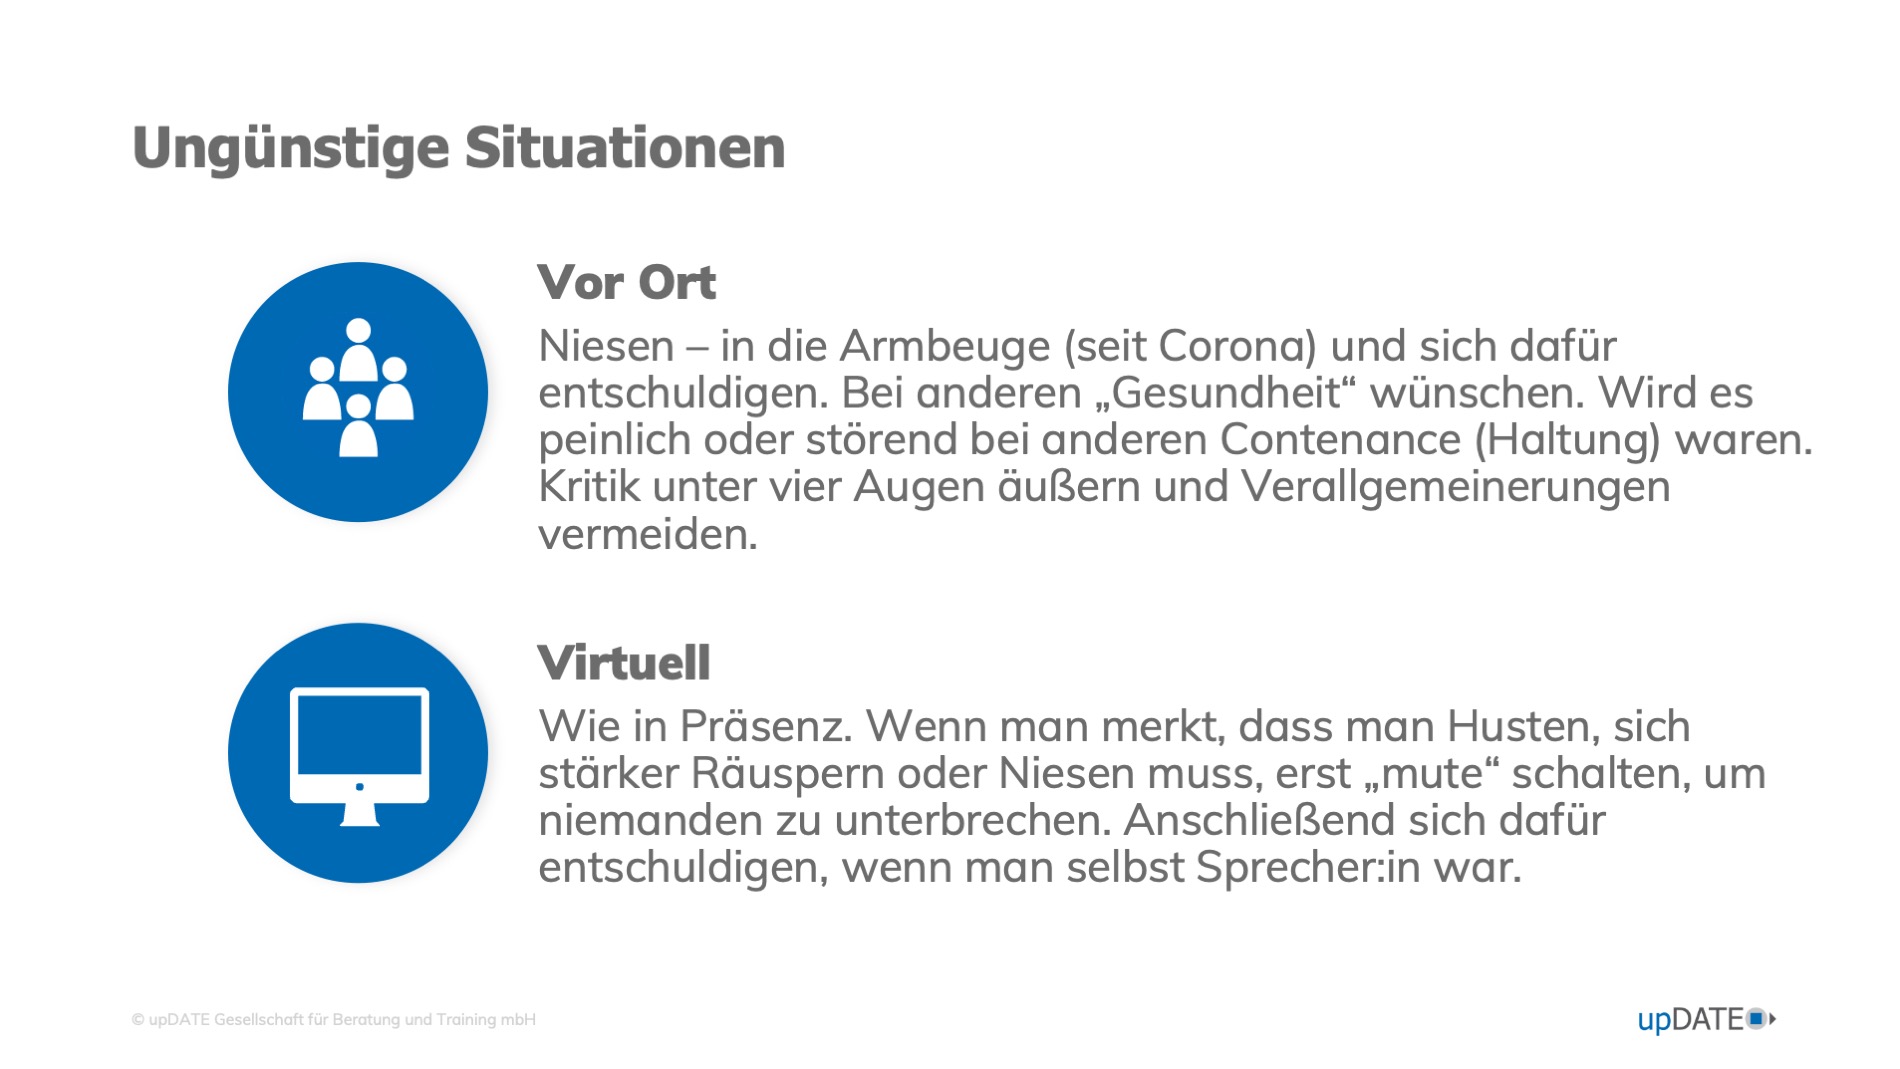 Ungünstige Situationen
Vor Ort
Niesen – in die Armbeuge (seit Corona) und sich dafür
entschuldigen. Bei anderen „Gesundheit“ wünschen. Wird es
peinlich oder störend bei anderen Contenance (Haltung) waren.
Kritik unter vier Augen äußern und Verallgemeinerungen
vermeiden.
Virtuell
Wie in Präsenz. Wenn man merkt, dass man Husten, sich
stärker Räuspern oder Niesen muss, erst „mute“ schalten, um
niemanden zu unterbrechen. Anschließend sich dafür
entschuldigen, wenn man selbst Sprecher:in war.
© upDATE Gesellschaft für Beratung und Training mbH
upDATE